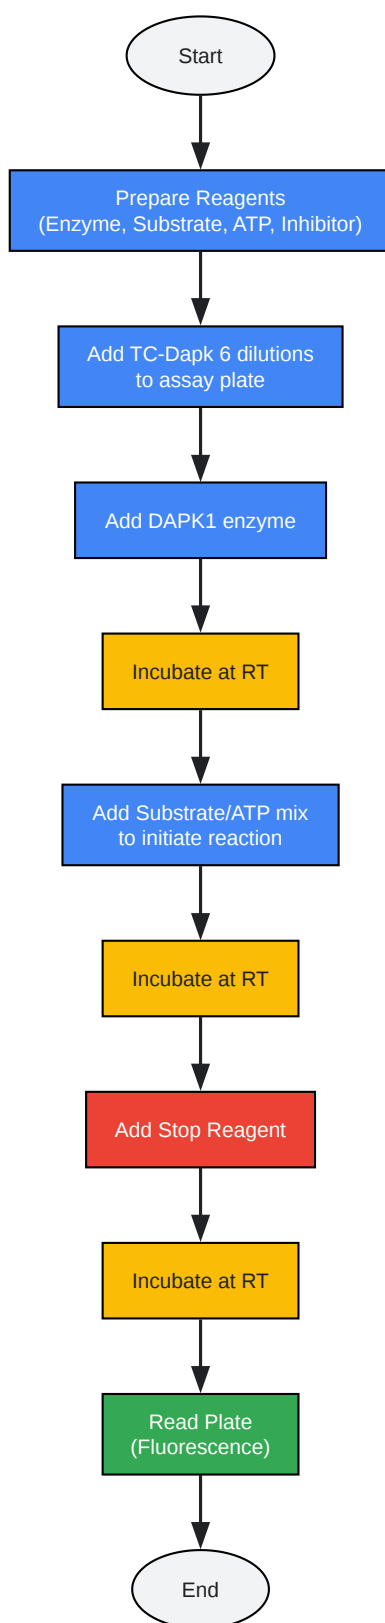 Start
Prepare Reagents
(Enzyme, Substrate, ATP, Inhibitor)
Add TC-Dapk 6 dilutions
to assay plate
Add DAPK1 enzyme
Incubate at RT
Add Substrate/ATP mix
to initiate reaction
Incubate at RT
Add Stop Reagent
Incubate at RT
Read Plate
(Fluorescence)
End